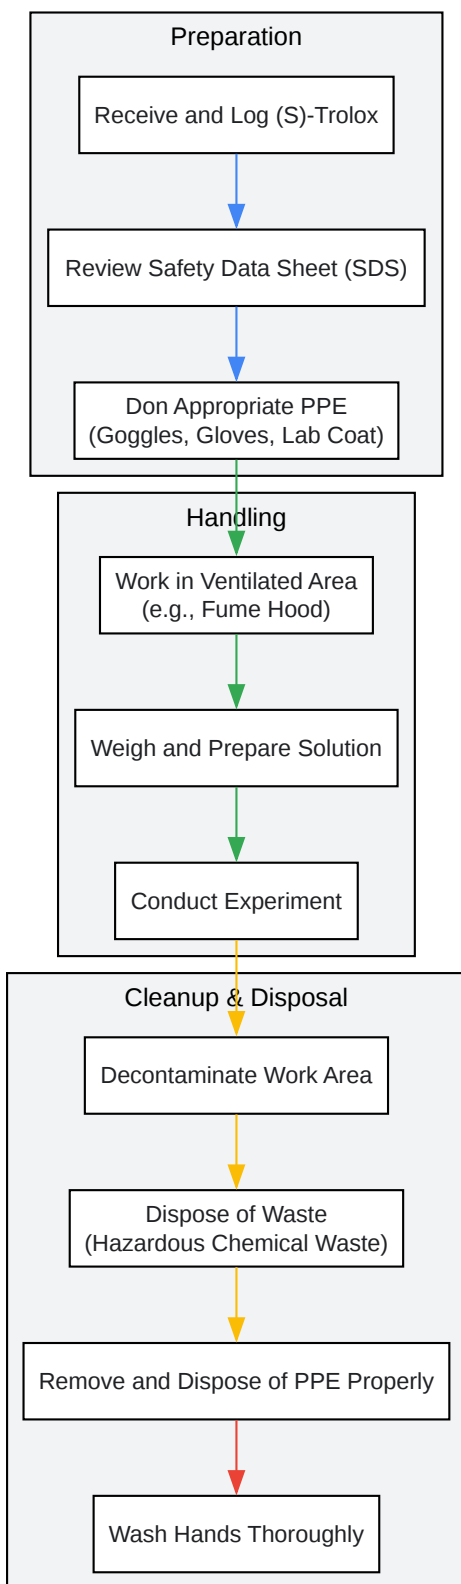 Preparation
Receive and Log (S)-Trolox
Review Safety Data Sheet (SDS)
Don Appropriate PPE
(Goggles, Gloves, Lab Coat)
Handling
Work in Ventilated Area
(e.g., Fume Hood)
Weigh and Prepare Solution
Conduct Experiment
Cleanup & Disposal
Decontaminate Work Area
Dispose of Waste
(Hazardous Chemical Waste)
Remove and Dispose of PPE Properly
Wash Hands Thoroughly